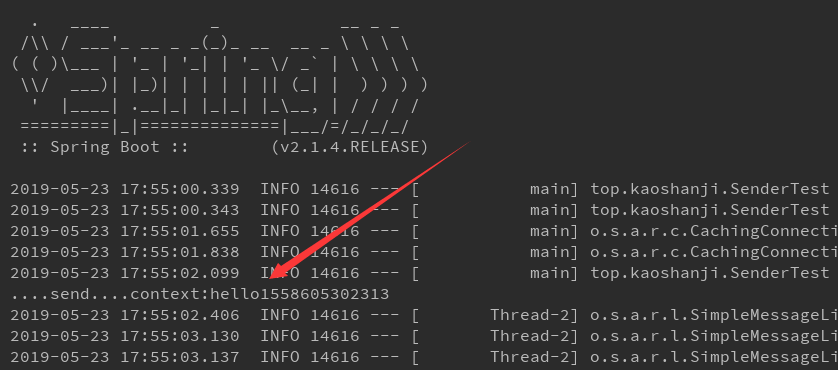 .   ____          _            __ _ _
 /\\ / ___'_ __ _ _(_)_ __  __ _ \ \ \ \
( ( )\___ | '_ | '_| | '_ \/ _` | \ \ \ \
 \\/  ___)| |_)| | | | | || (_| |  ) ) ) )
  '  |____| .__|_| |_|_| |_\__, | / / / /
 =========|_|==============|___/=/_/_/_/
 :: Spring Boot ::        (v2.1.4.RELEASE)
2019-05-23 17:55:00.339  INFO 14616 --- [           main] top.kaoshanji.SenderTest
2019-05-23 17:55:00.343  INFO 14616 --- [           main] top.kaoshanji.SenderTest
2019-05-23 17:55:01.655  INFO 14616 --- [           main] o.s.a.r.c.CachingConnecti
2019-05-23 17:55:01.838  INFO 14616 --- [           main] o.s.a.r.c.CachingConnecti
2019-05-23 17:55:02.099  INFO 14616 --- [           main] top.kaoshanji.SenderTest
....send....context:hello1558605302313
2019-05-23 17:55:02.406  INFO 14616 --- [       Thread-2] o.s.a.r.l.SimpleMessageLi
2019-05-23 17:55:03.130  INFO 14616 --- [       Thread-2] o.s.a.r.l.SimpleMessageLi
2019-05-23 17:55:03.137  INFO 14616 --- [       Thread-2] o.s.a.r.l.SimpleMessageLi